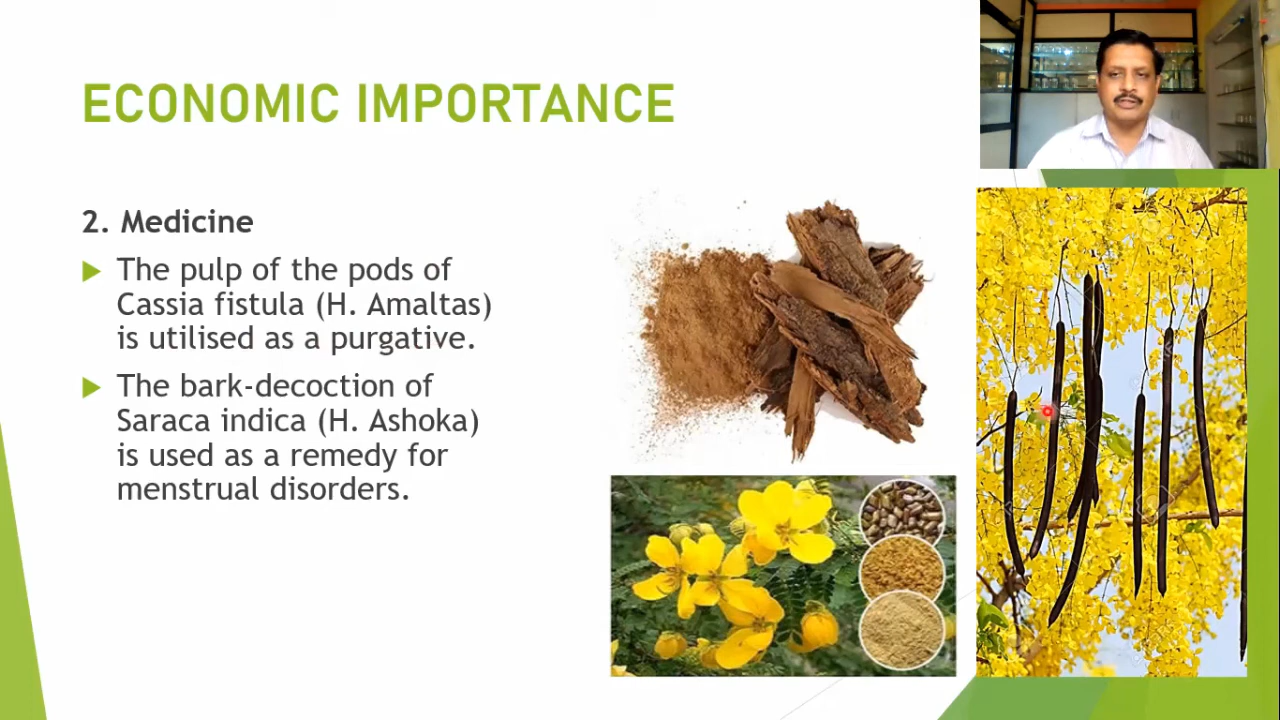 ECONOMIC IMPORTANCE
2. Medicine
The pulp of the pods of
Cassia fistula (H. Amaltas)
is utilised as a purgative.
The bark-decoction of
Saraca indica (H. Ashoka)
is used as a remedy for
menstrual disorders.